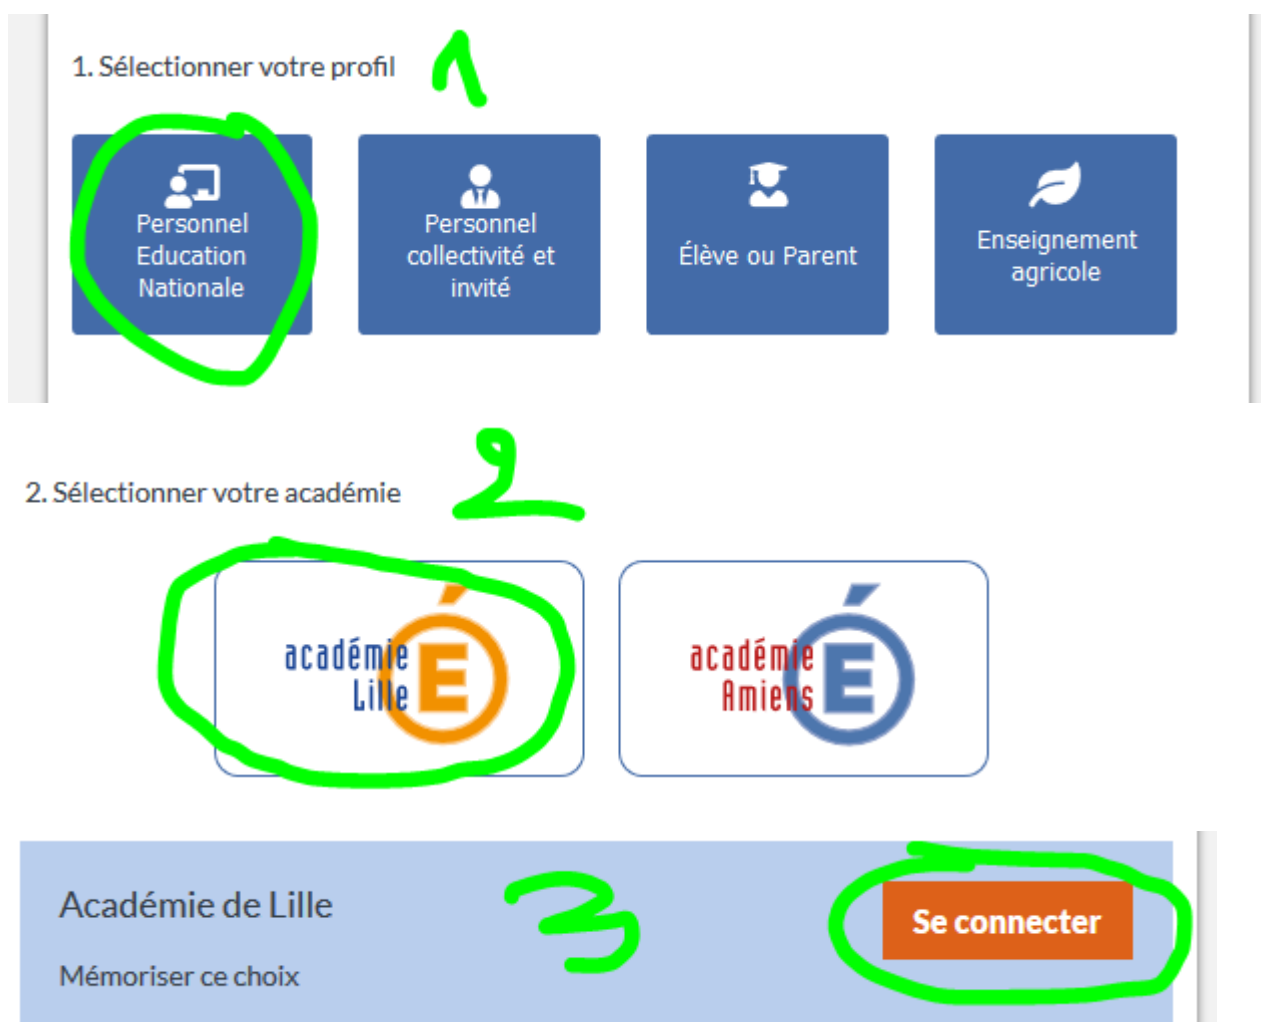 1. Sélectionner votre profil
1
Personnel
Education
Nationale
Personnel
collectivité et
invité
Élève ou Parent
Enseignement
agricole
2. Sélectionner votre académie
2
académie
Lille
É
académie
Amiens
É
Académie de Lille
3
Se connecter
Mémoriser ce choix